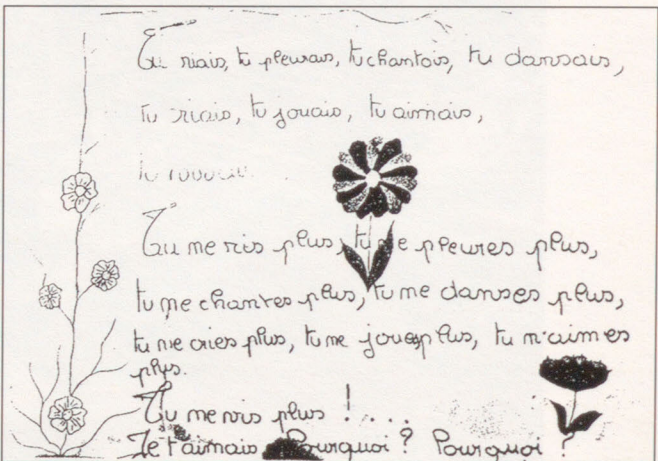 Tu riais, tu pleurais, tu chantais, tu dansais,
tu criais, tu jouais, tu aimais,
tu
Tu ne ris plus, tu ne pleures plus,
tu ne chantes plus, tu ne danses plus,
tu ne cries plus, tu ne joues plus, tu n'aimes
plus.
Tu ne vis plus !...
Je t'aimais Pourquoi ? Pourquoi ?